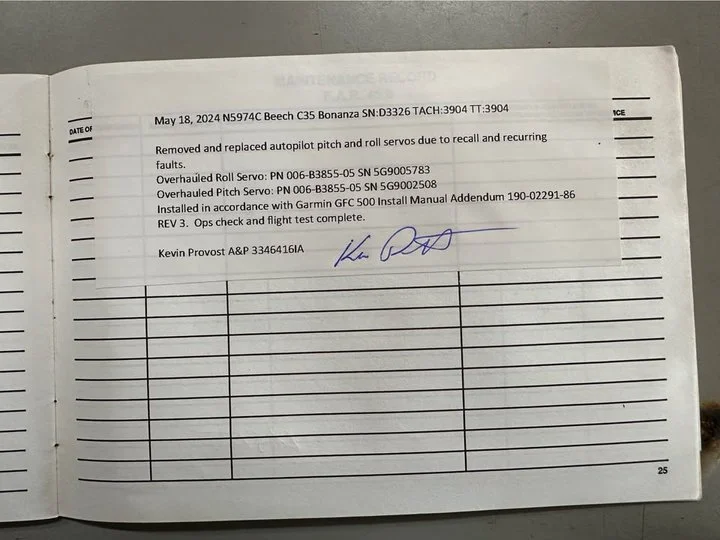 MAINTENANCE RECORD
DATE OF
ICE
May 18, 2024 N5974C Beech C35 Bonanza SN:D3326 TACH:3904 TT:3904
Removed and replaced autopilot pitch and roll servos due to recall and recurring
faults.
Overhauled Roll Servo: PN 006-B3855-05 SN 5G9005783
Overhauled Pitch Servo: PN 006-B3855-05 SN 5G9002508
Installed in accordance with Garmin GFC 500 Install Manual Addendum 190-02291-86
REV 3. Ops check and flight test complete.
Kevin Provost A&P 3346416IA
25